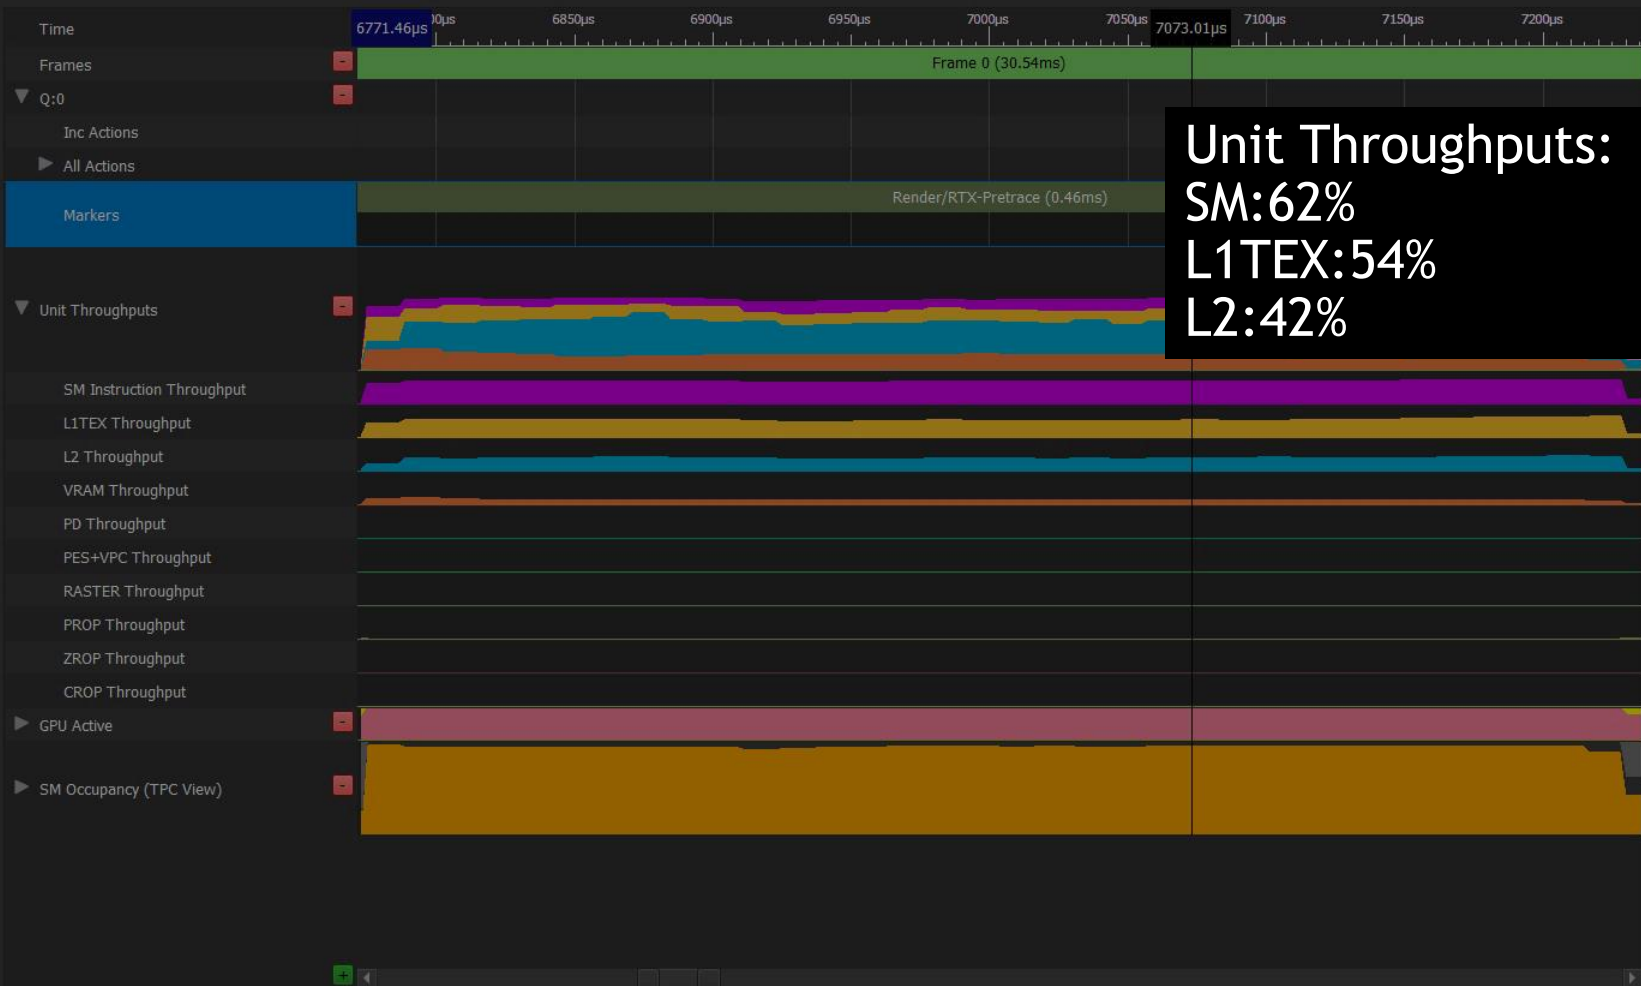 Time
6771.46µs
00µs 6850µs 6900µs 6950µs 7000µs 7050µs 7073.01µs 7100µs 7150µs 7200µs
Frames - Frame 0 (30.54ms)
Q:0 -
Inc Actions
All Actions
Markers
Render/RTX-Pretrace (0.46ms)
Unit Throughputs:
SM:62%
L1TEX:54%
L2:42%
Unit Throughputs -
SM Instruction Throughput
L1TEX Throughput
L2 Throughput
VRAM Throughput
PD Throughput
PES+VPC Throughput
RASTER Throughput
PROP Throughput
ZROP Throughput
CROP Throughput
GPU Active -
SM Occupancy (TPC View) -
+